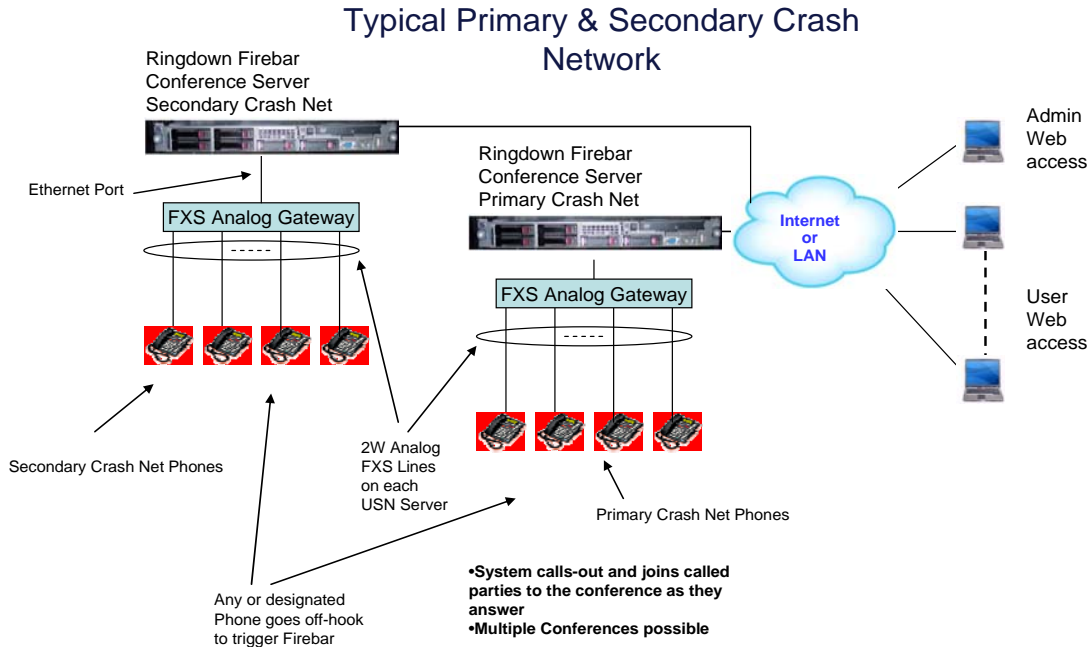 Typical Primary & Secondary Crash
Network
Ringdown Firebar
Conference Server
Secondary Crash Net
Ringdown Firebar
Conference Server
Primary Crash Net
Ethernet Port
FXS Analog Gateway
-----
FXS Analog Gateway
-----
Internet
or
LAN
Admin
Web
access
User
Web
access
Secondary Crash Net Phones
2W Analog
FXS Lines
on each
USN Server
Primary Crash Net Phones
Any or designated
Phone goes off-hook
to trigger Firebar
•System calls-out and joins called
parties to the conference as they
answer
•Multiple Conferences possible